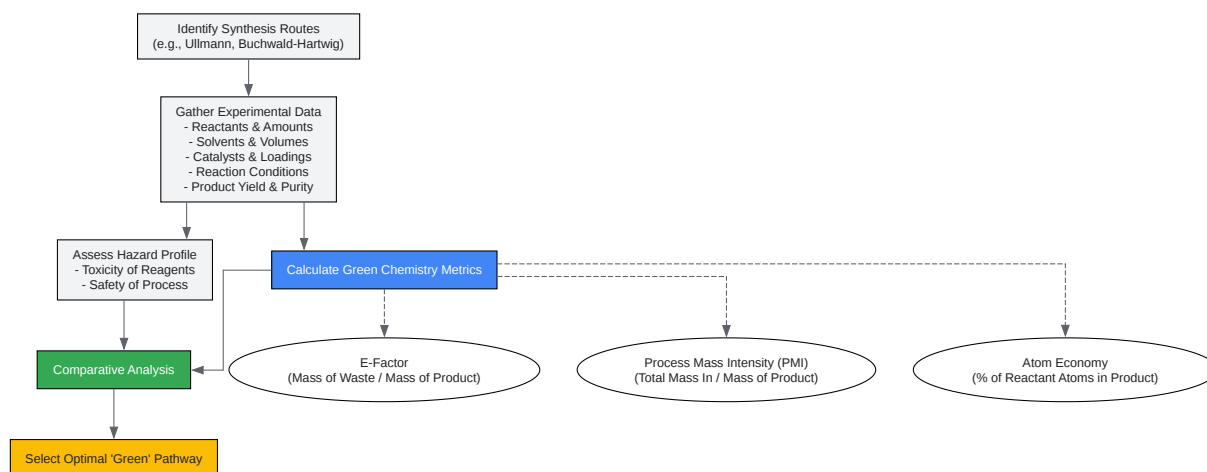 Identify Synthesis Routes
(e.g., Ullmann, Buchwald-Hartwig)
Gather Experimental Data
- Reactants & Amounts
- Solvents & Volumes
- Catalysts & Loadings
- Reaction Conditions
- Product Yield & Purity
Assess Hazard Profile
- Toxicity of Reagents
- Safety of Process
Calculate Green Chemistry Metrics
Comparative Analysis
E-Factor
(Mass of Waste / Mass of Product)
Process Mass Intensity (PMI)
(Total Mass In / Mass of Product)
Atom Economy
(% of Reactant Atoms in Product)
Select Optimal 'Green' Pathway